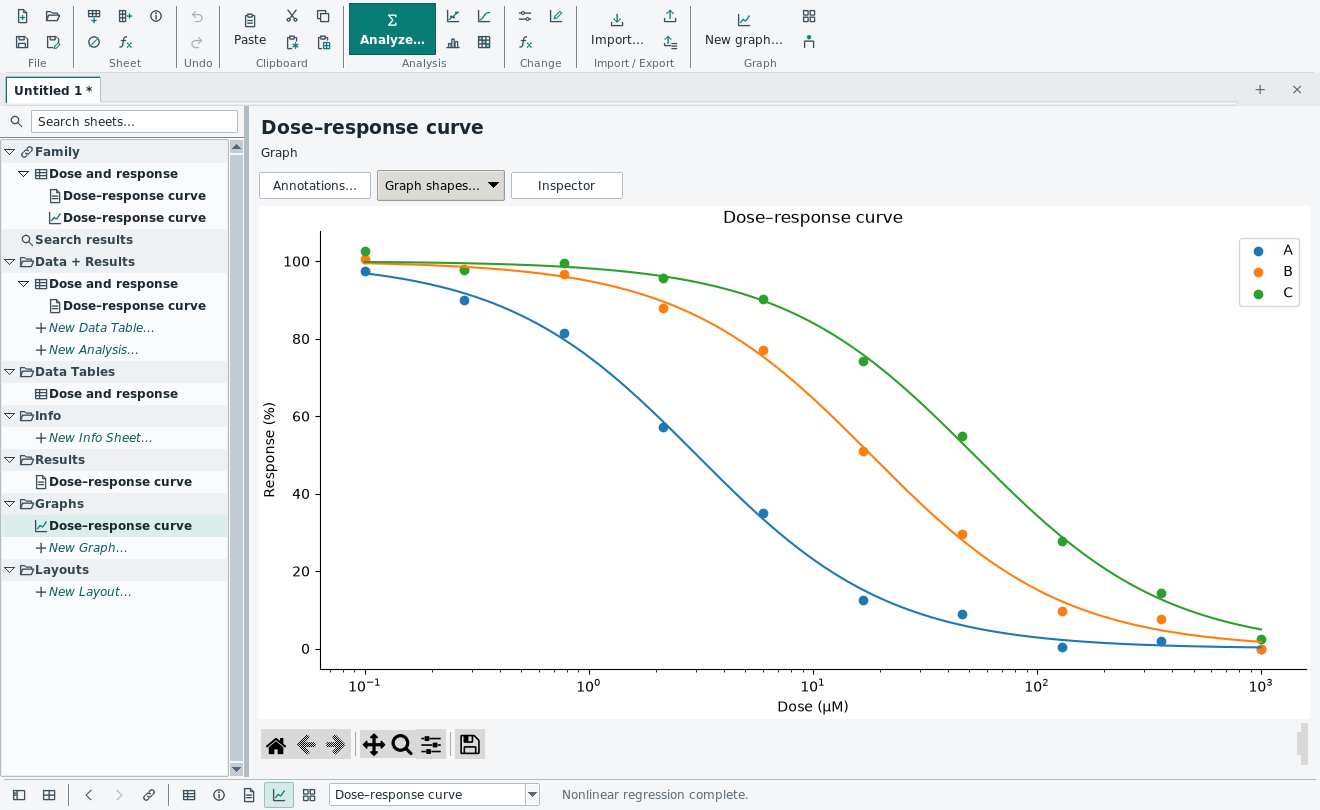 Paste
Analyze...
Import...
New graph...
File
Sheet
Undo
Clipboard
Analysis
Change
Import / Export
Graph
Untitled 1 *
Search sheets...
Family
Dose and response
Dose–response curve
Dose–response curve
Search results
Data + Results
Dose and response
Dose–response curve
New Data Table...
New Analysis...
Data Tables
Dose and response
Info
New Info Sheet...
Results
Dose–response curve
Graphs
Dose–response curve
New Graph...
Layouts
New Layout...
Dose–response curve
Graph
Annotations...
Graph shapes...
Inspector
Dose–response curve
A
B
C
Response (%)
100
80
60
40
20
0
10⁻¹
10⁰
10¹
10²
10³
Dose (µM)
Dose–response curve
Nonlinear regression complete.